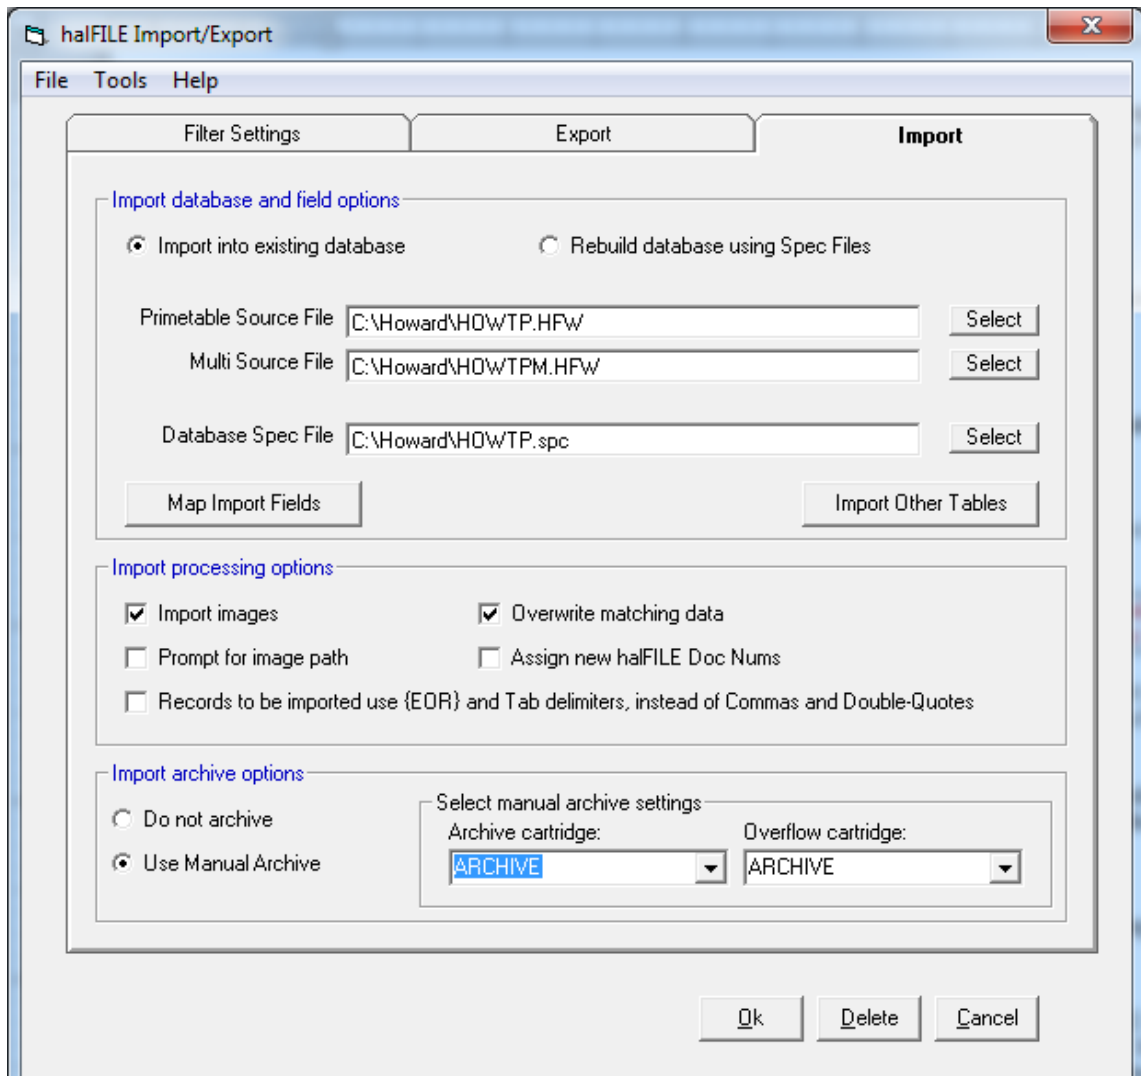 halFILE Import/Export
File Tools Help
Filter Settings Export Import
Import database and field options
Import into existing database Rebuild database using Spec Files
Primetable Source File C:\Howard\HOWTP.HFW Select
Multi Source File C:\Howard\HOWTPM.HFW Select
Database Spec File C:\Howard\HOWTP.spc Select
Map Import Fields Import Other Tables
Import processing options
Import images Overwrite matching data
Prompt for image path Assign new halFILE Doc Nums
Records to be imported use {EOR} and Tab delimiters, instead of Commas and Double-Quotes
Import archive options
Do not archive Select manual archive settings
Archive cartridge: Overflow cartridge:
Use Manual Archive ARCHIVE ARCHIVE
Ok Delete Cancel